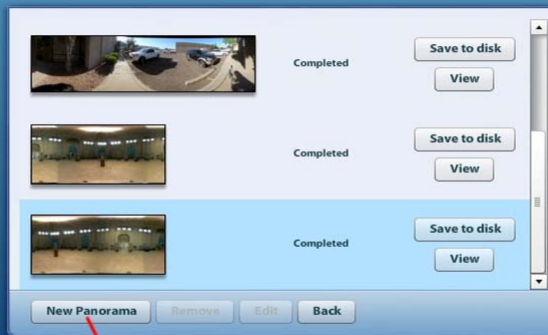 Completed
Save to disk
View
Completed
Save to disk
View
Completed
Save to disk
View
New Panorama Remove Edit Back